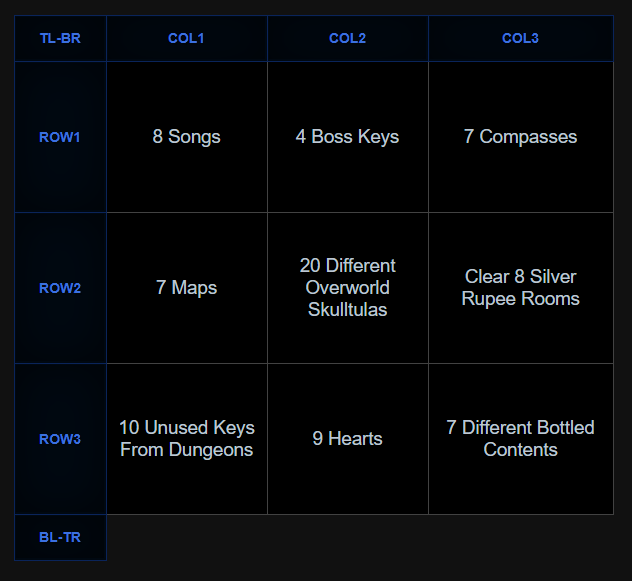 TL-BR
COL1
COL2
COL3
ROW1
8 Songs
4 Boss Keys
7 Compasses
ROW2
7 Maps
20 Different
Overworld
Skulltulas
Clear 8 Silver
Rupee Rooms
ROW3
10 Unused Keys
From Dungeons
9 Hearts
7 Different Bottled
Contents
BL-TR